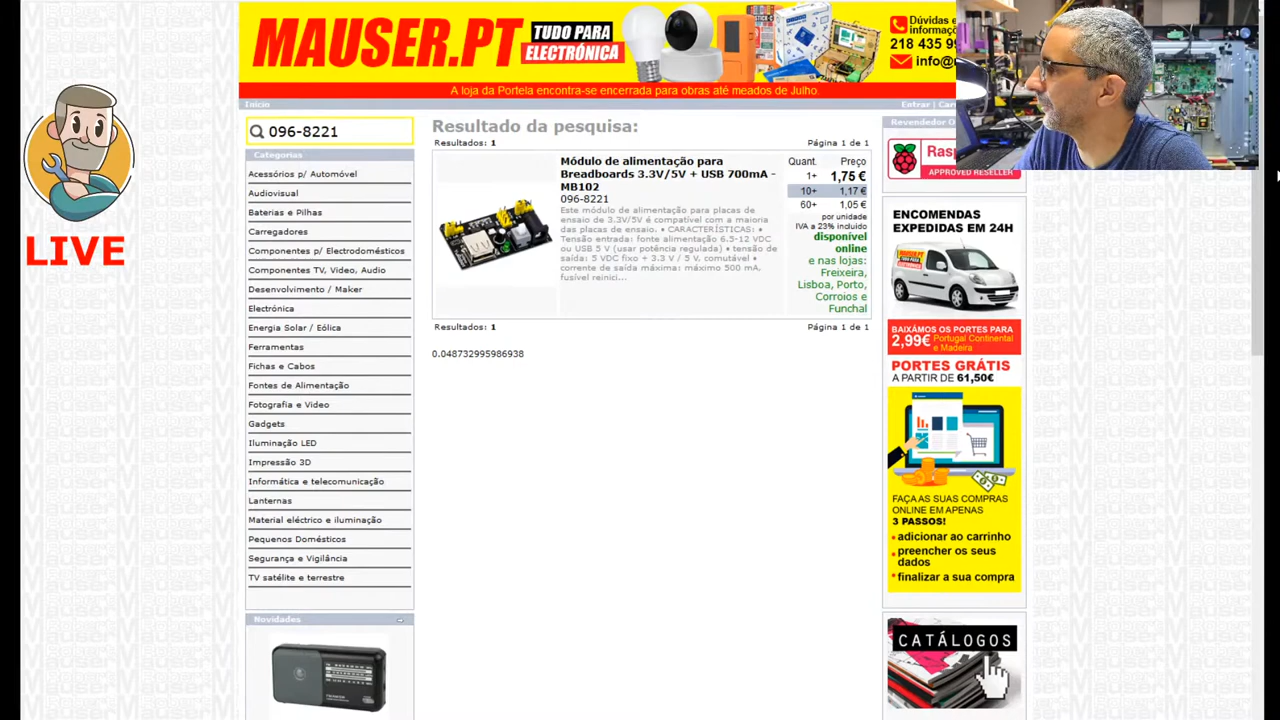 MAUSER.PT
TUDO PARA
ELECTRÓNICA
Dúvidas e
218 435 99
A loja da Portela encontra-se encerrada para obras até meados de Julho.
Início
Entrar |
096-8221
Categorias
Acessórios p/ Automóvel
Audiovisual
Baterias e Pilhas
Carregadores
Componentes p/ Electrodomésticos
Componentes TV, Video, Audio
Desenvolvimento / Maker
Electrónica
Energia Solar / Eólica
Ferramentas
Fichas e Cabos
Fontes de Alimentação
Fotografia e Video
Gadgets
Iluminação LED
Impressão 3D
Informática e telecomunicação
Lanternas
Material eléctrico e iluminação
Pequenos Domésticos
Segurança e Vigilância
TV satélite e terrestre
Novidades
LIVE
Resultado da pesquisa:
Resultados: 1
Página 1 de 1
Módulo de alimentação para
Breadboards 3.3V/5V + USB 700mA -
MB102
096-8221
Este módulo de alimentação para placas de
ensaio de 3.3V/5V é compatível com a maioria
das placas de ensaio. • CARACTERÍSTICAS: •
Tensão entrada: fonte alimentação 6.5-12 VDC
ou USB 5 V (usar potência regulada) • tensão de
saída: 5 VDC fixo + 3.3 V / 5 V, comutável •
corrente de saída máxima: máximo 500 mA,
fusível reinici...
Quant. Preço
1+ 1,75 €
10+ 1,17 €
60+ 1,05 €
por unidade
IVA a 23% incluido
disponível
online
e nas lojas:
Freixeira,
Lisboa, Porto,
Corroios e
Funchal
Resultados: 1
Página 1 de 1
0.048732995986938
Revendedor
APPROVED RESELLER
ENCOMENDAS
EXPEDIDAS EM 24H
BAIXÁMOS OS PORTES PARA
2,99€ Portugal Continental
e Madeira
PORTES GRÁTIS
A PARTIR DE 61,50€
FAÇA AS SUAS COMPRAS
ONLINE EM APENAS
3 PASSOS!
• adicionar ao carrinho
• preencher os seus
dados
• finalizar a sua compra
CATÁLOGOS